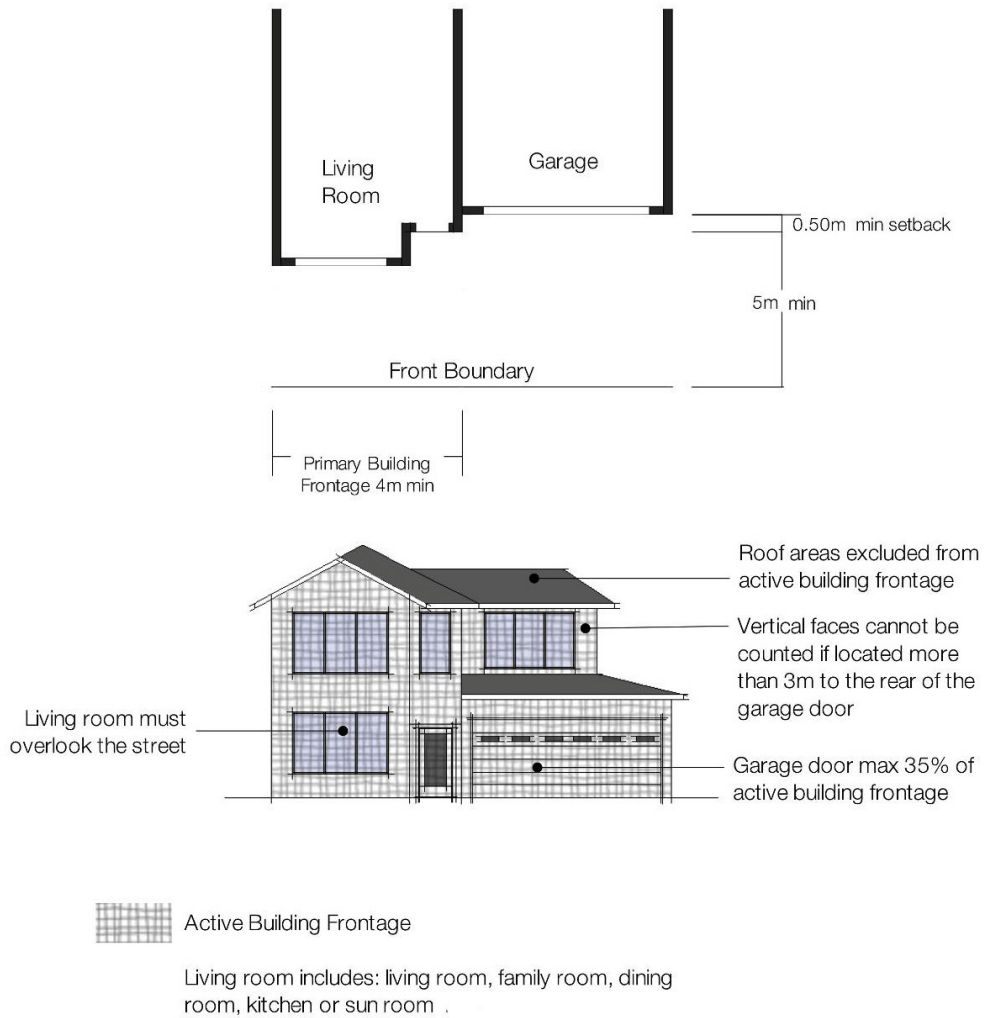 Living
Room
Garage
0.50m min setback
5m min
Front Boundary
Primary Building
Frontage 4m min
Roof areas excluded from
active building frontage
Vertical faces cannot be
counted if located more
than 3m to the rear of the
garage door
Living room must
overlook the street
Garage door max 35% of
active building frontage
Active Building Frontage
Living room includes: living room, family room, dining
room, kitchen or sun room .